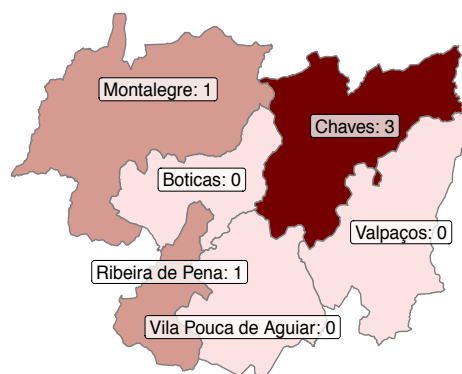 Montalegre: 1
Chaves: 3
Boticas: 0
Valpaços: 0
Ribeira de Pena: 1
Vila Pouca de Aguiar: 0